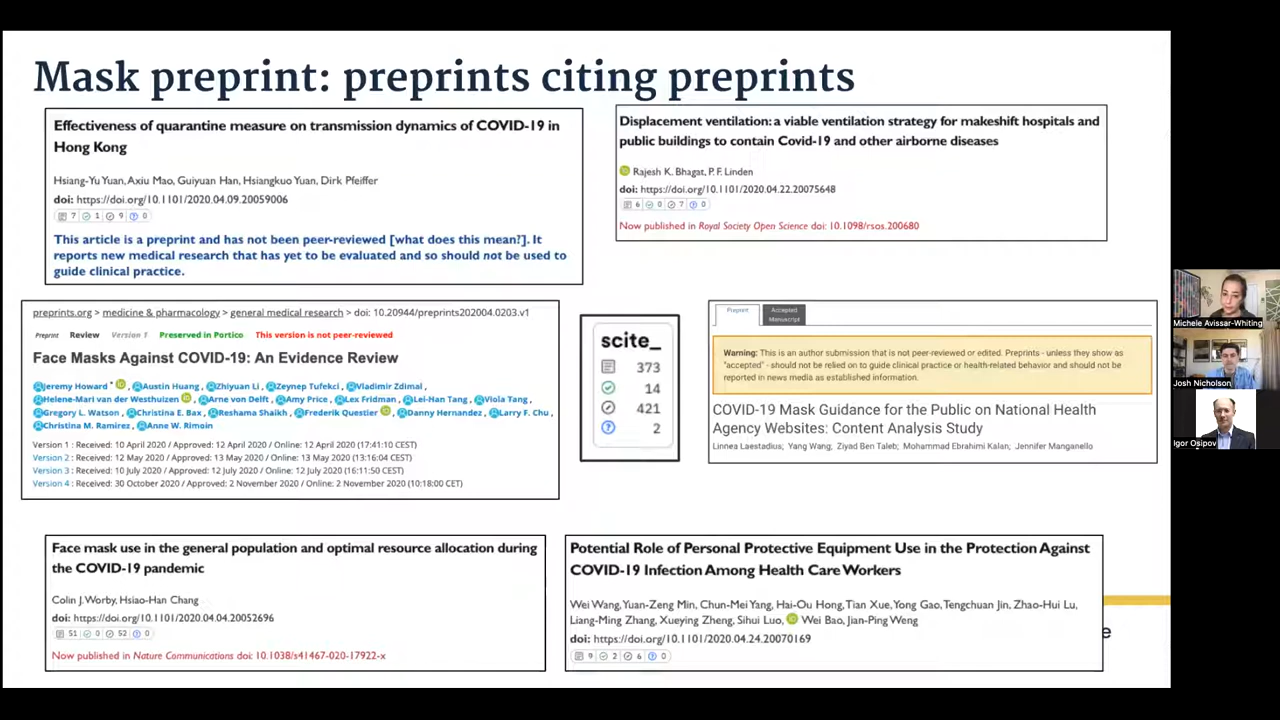 Mask preprint: preprints citing preprints
Effectiveness of quarantine measure on transmission dynamics of COVID-19 in
Hong Kong
Hsiang-Yu Yuan, Axiu Mao, Guiyuan Han, Hsiangkuo Yuan, Dirk Pfeiffer
doi: https://doi.org/10.1101/2020.04.09.20059006
7 1 9 0
This article is a preprint and has not been peer-reviewed [what does this mean?]. It
reports new medical research that has yet to be evaluated and so should not be used to
guide clinical practice.
Displacement ventilation: a viable ventilation strategy for makeshift hospitals and
public buildings to contain Covid-19 and other airborne diseases
iD Rajesh K. Bhagat, P. F. Linden
doi: https://doi.org/10.1101/2020.04.22.20075648
6 0 7 0
Now published in Royal Society Open Science doi: 10.1098/rsos.200680
preprints.org > medicine & pharmacology > general medical research > doi: 10.20944/preprints202004.0203.v1
Preprint Review Version 1 Preserved in Portico This version is not peer-reviewed
Face Masks Against COVID-19: An Evidence Review
Jeremy Howard * iD, Austin Huang, Zhiyuan Li, Zeynep Tufekci, Vladimir Zdimal,
Helene-Mari van der Westhuizen iD, Arne von Delft, Amy Price, Lex Fridman, Lei-Han Tang, Viola Tang,
Gregory L. Watson, Christina E. Bax, Reshama Shaikh, Frederik Questier iD, Danny Hernandez, Larry F. Chu,
Christina M. Ramirez, Anne W. Rimoin
Version 1 : Received: 10 April 2020 / Approved: 12 April 2020 / Online: 12 April 2020 (17:41:10 CEST)
Version 2 : Received: 12 May 2020 / Approved: 13 May 2020 / Online: 13 May 2020 (13:16:04 CEST)
Version 3 : Received: 10 July 2020 / Approved: 12 July 2020 / Online: 12 July 2020 (16:11:50 CEST)
Version 4 : Received: 30 October 2020 / Approved: 2 November 2020 / Online: 2 November 2020 (10:18:00 CET)
scite_
373
14
421
2
Preprint
Accepted
Manuscript
Warning: This is an author submission that is not peer-reviewed or edited. Preprints - unless they show as
"accepted" - should not be relied on to guide clinical practice or health-related behavior and should not be
reported in news media as established information.
COVID-19 Mask Guidance for the Public on National Health
Agency Websites: Content Analysis Study
Linnea Laestadius; Yang Wang; Ziyad Ben Taleb; Mohammad Ebrahimi Kalan; Jennifer Manganello
Face mask use in the general population and optimal resource allocation during
the COVID-19 pandemic
Colin J. Worby, Hsiao-Han Chang
doi: https://doi.org/10.1101/2020.04.04.20052696
51 0 52 0
Now published in Nature Communications doi: 10.1038/s41467-020-17922-x
Potential Role of Personal Protective Equipment Use in the Protection Against
COVID-19 Infection Among Health Care Workers
Wei Wang, Yuan-Zeng Min, Chun-Mei Yang, Hai-Ou Hong, Tian Xue, Yong Gao, Tengchuan Jin, Zhao-Hui Lu,
Liang-Ming Zhang, Xueying Zheng, Sihui Luo, iD Wei Bao, Jian-Ping Weng
doi: https://doi.org/10.1101/2020.04.24.20070169
9 2 6 0
e
Michele Avissar-Whiting
Josh Nicholson
Igor Osipov